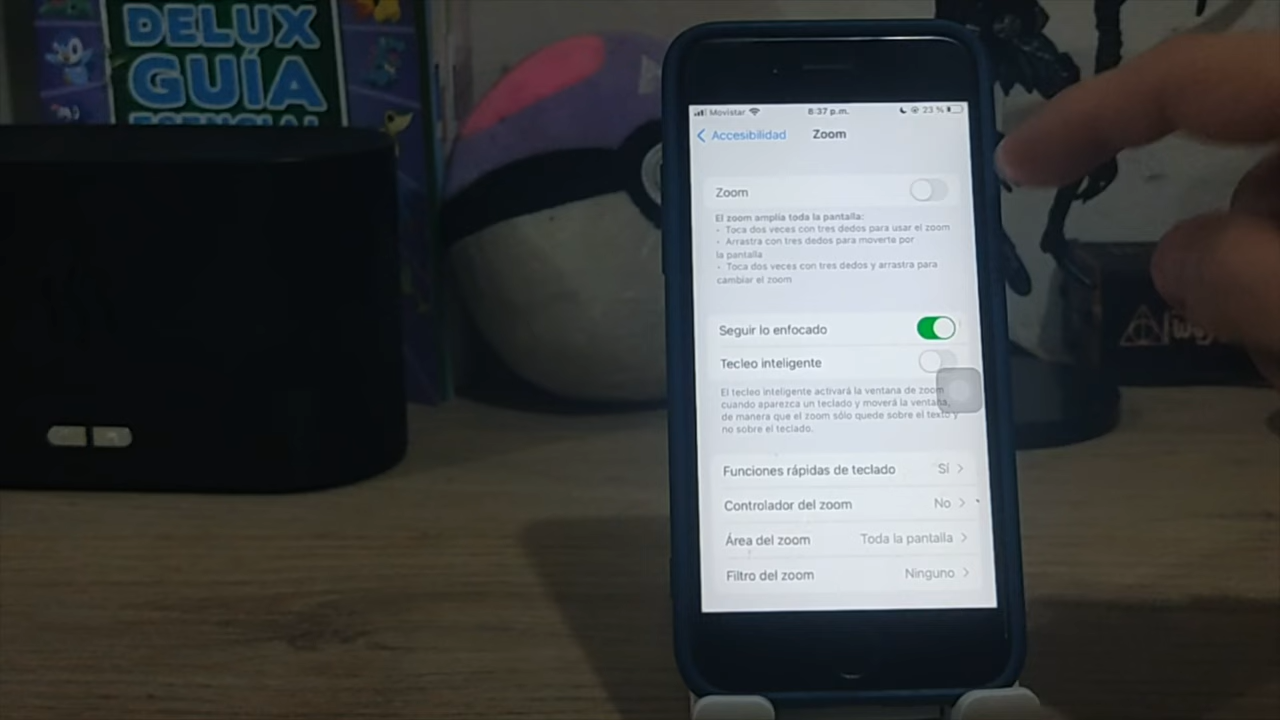 DELUX
GUÍA
ESENCIAL
Movistar 8:37 p.m. 23 %
Accesibilidad Zoom
Zoom
El zoom amplía toda la pantalla:
• Toca dos veces con tres dedos para usar el zoom
• Arrastra con tres dedos para moverte por
la pantalla
• Toca dos veces con tres dedos y arrastra para
cambiar el zoom
Seguir lo enfocado
Tecleo inteligente
El tecleo inteligente activará la ventana de zoom
cuando aparezca un teclado y moverá la ventana,
de manera que el zoom sólo quede sobre el texto y
no sobre el teclado.
Funciones rápidas de teclado Sí
Controlador del zoom No
Área del zoom Toda la pantalla
Filtro del zoom Ninguno